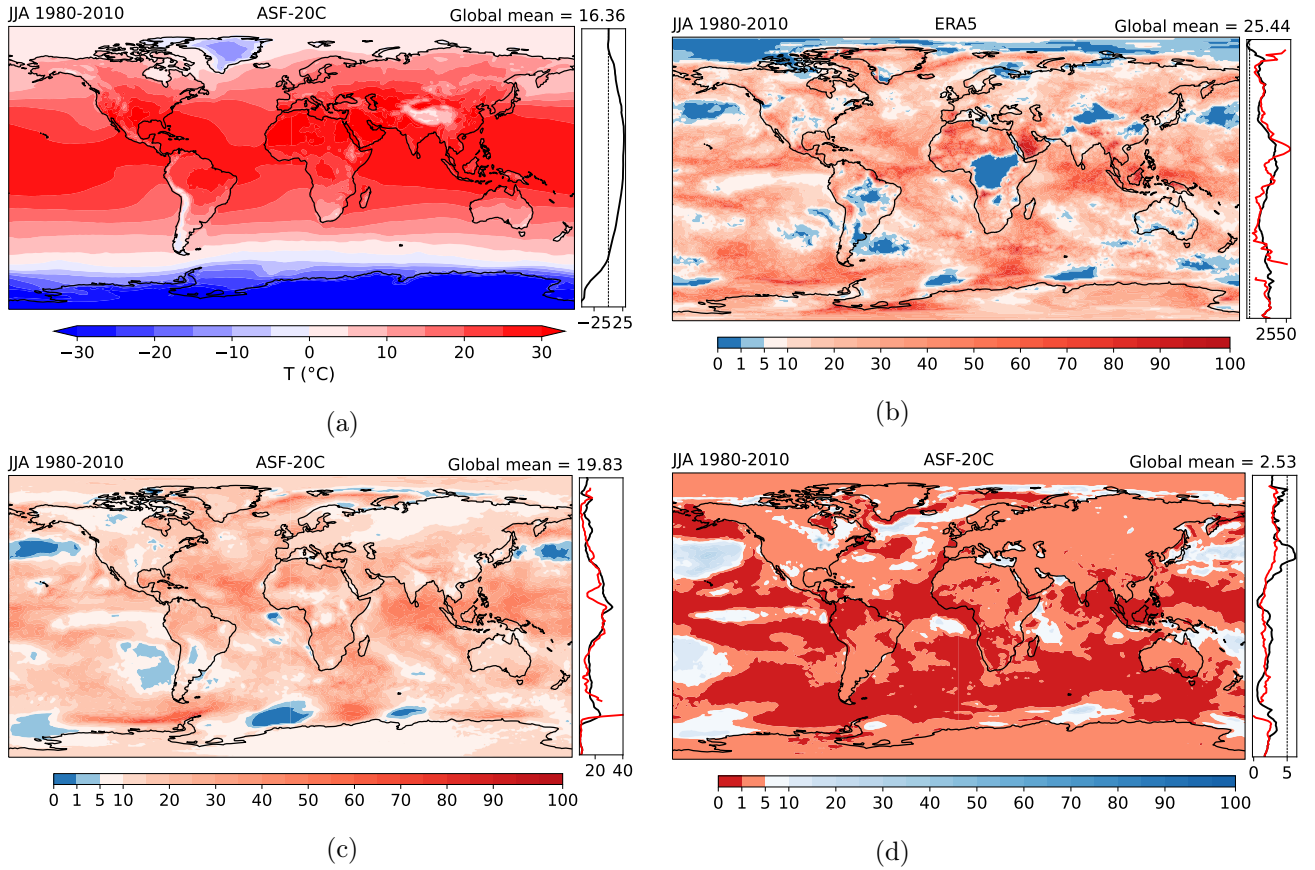 JJA 1980-2010 ASF-20C Global mean = 16.36
−25 25
−30 −20 −10 0 10 20 30
T (°C)
(a)
JJA 1980-2010 ERA5 Global mean = 25.44
25 50
0 1 5 10 20 30 40 50 60 70 80 90 100
(b)
JJA 1980-2010 ASF-20C Global mean = 19.83
20 40
0 1 5 10 20 30 40 50 60 70 80 90 100
(c)
JJA 1980-2010 ASF-20C Global mean = 2.53
0 5
0 1 5 10 20 30 40 50 60 70 80 90 100
(d)